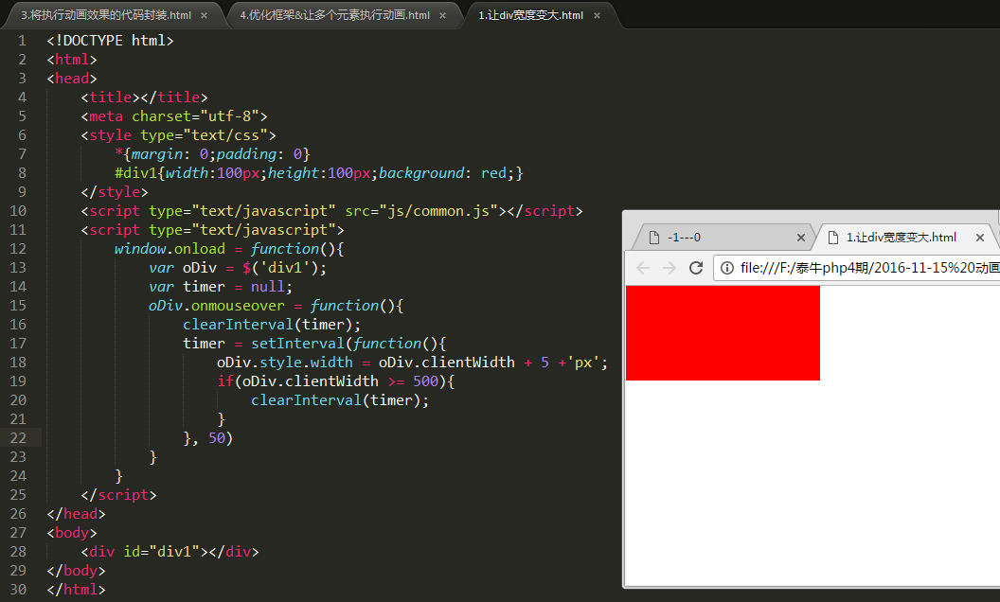 3.将执行动画效果的代码封装.html × 4.优化框架&让多个元素执行动画.html × 1.让div宽度变大.html ×
1 <!DOCTYPE html>
2 <html>
3 <head>
4 <title></title>
5 <meta charset="utf-8">
6 <style type="text/css">
7 *{margin: 0;padding: 0}
8 #div1{width:100px;height:100px;background: red;}
9 </style>
10 <script type="text/javascript" src="js/common.js"></script>
11 <script type="text/javascript">
12 window.onload = function(){
13 var oDiv = $('div1');
14 var timer = null;
15 oDiv.onmouseover = function(){
16 clearInterval(timer);
17 timer = setInterval(function(){
18 oDiv.style.width = oDiv.clientWidth + 5 +'px';
19 if(oDiv.clientWidth >= 500){
20 clearInterval(timer);
21 }
22 }, 50)
23 }
24 }
25 </script>
26 </head>
27 <body>
28 <div id="div1"></div>
29 </body>
30 </html>
-1---0 × 1.让div宽度变大.html ×
file:///F:/泰牛php4期/2016-11-15%20动画